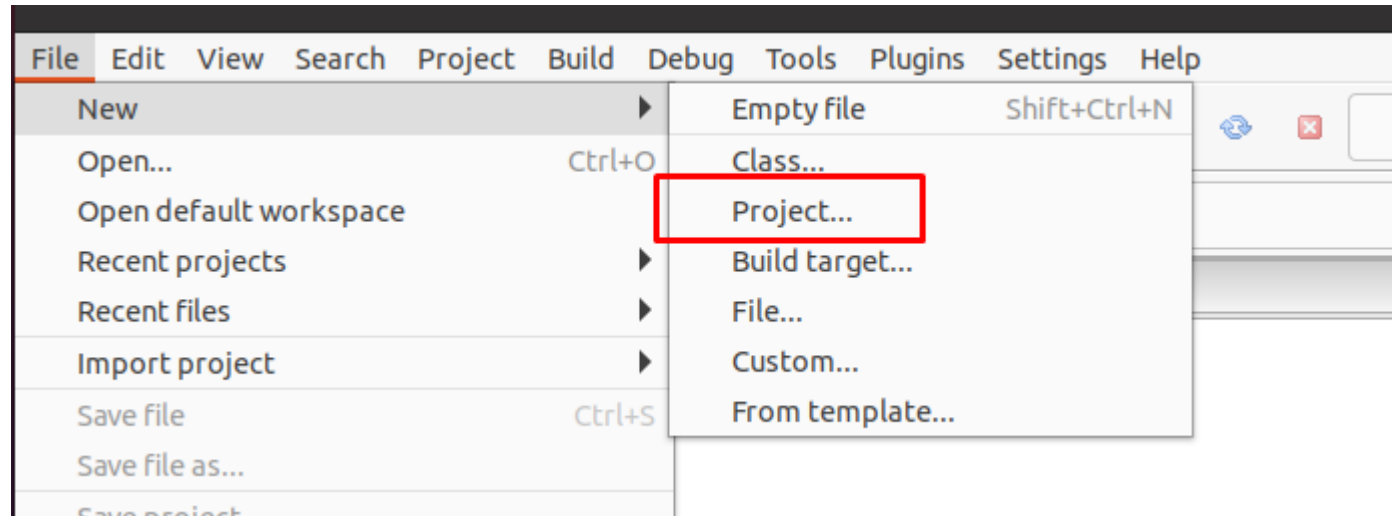 File Edit View Search Project Build Debug Tools Plugins Settings Help
New
Open... Ctrl+O
Open default workspace
Recent projects
Recent files
Import project
Save file Ctrl+S
Save file as...
Save project
Empty file Shift+Ctrl+N
Class...
Project...
Build target...
File...
Custom...
From template...